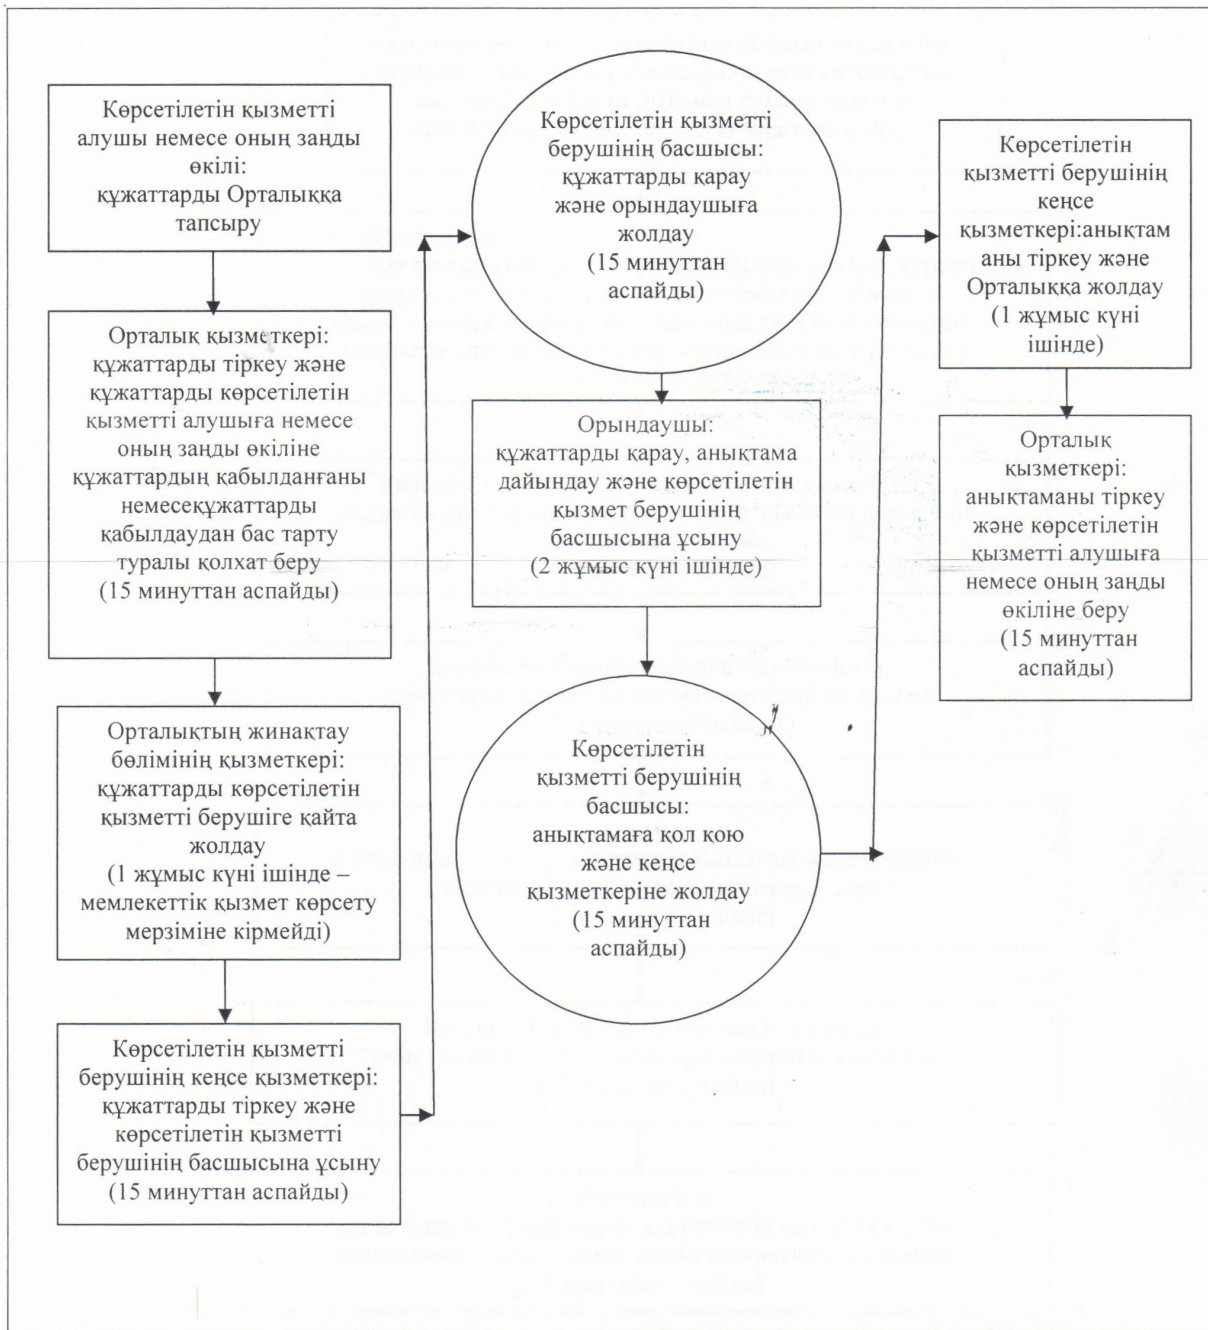 Көрсетілетін қызметті
алушы немесе оның заңды
өкілі:
құжаттарды Орталыққа
тапсыру
Орталық қызметкері:
құжаттарды тіркеу және
құжаттарды көрсетілетін
қызметті алушыға немесе
оның заңды өкіліне
құжаттардың қабылданғаны
немесеқұжаттарды
қабылдаудан бас тарту
туралы қолхат беру
(15 минуттан аспайды)
Орталықтың жинақтау
бөлімінің қызметкері:
құжаттарды көрсетілетін
қызметті берушіге қайта
жолдау
(1 жұмыс күні ішінде –
мемлекеттік қызмет көрсету
мерзіміне кірмейді)
Көрсетілетін қызметті
берушінің кеңсе қызметкері:
құжаттарды тіркеу және
көрсетілетін қызметті
берушінің басшысына ұсыну
(15 минуттан аспайды)
Көрсетілетін қызметті
берушінің басшысы:
құжаттарды қарау
және орындаушыға
жолдау
(15 минуттан
аспайды)
Орындаушы:
құжаттарды қарау, анықтама
дайындау және көрсетілетін
қызмет берушінің
басшысына ұсыну
(2 жұмыс күні ішінде)
Көрсетілетін
қызметті берушінің
басшысы:
анықтамаға қол қою
және кеңсе
қызметкеріне жолдау
(15 минуттан
аспайды)
Көрсетілетін
қызметті берушінің
кеңсе
қызметкері:анықтам
аны тіркеу және
Орталыққа жолдау
(1 жұмыс күні
ішінде)
Орталық
қызметкері:
анықтаманы тіркеу
және көрсетілетін
қызметті алушыға
немесе оның заңды
өкіліне беру
(15 минуттан
аспайды)